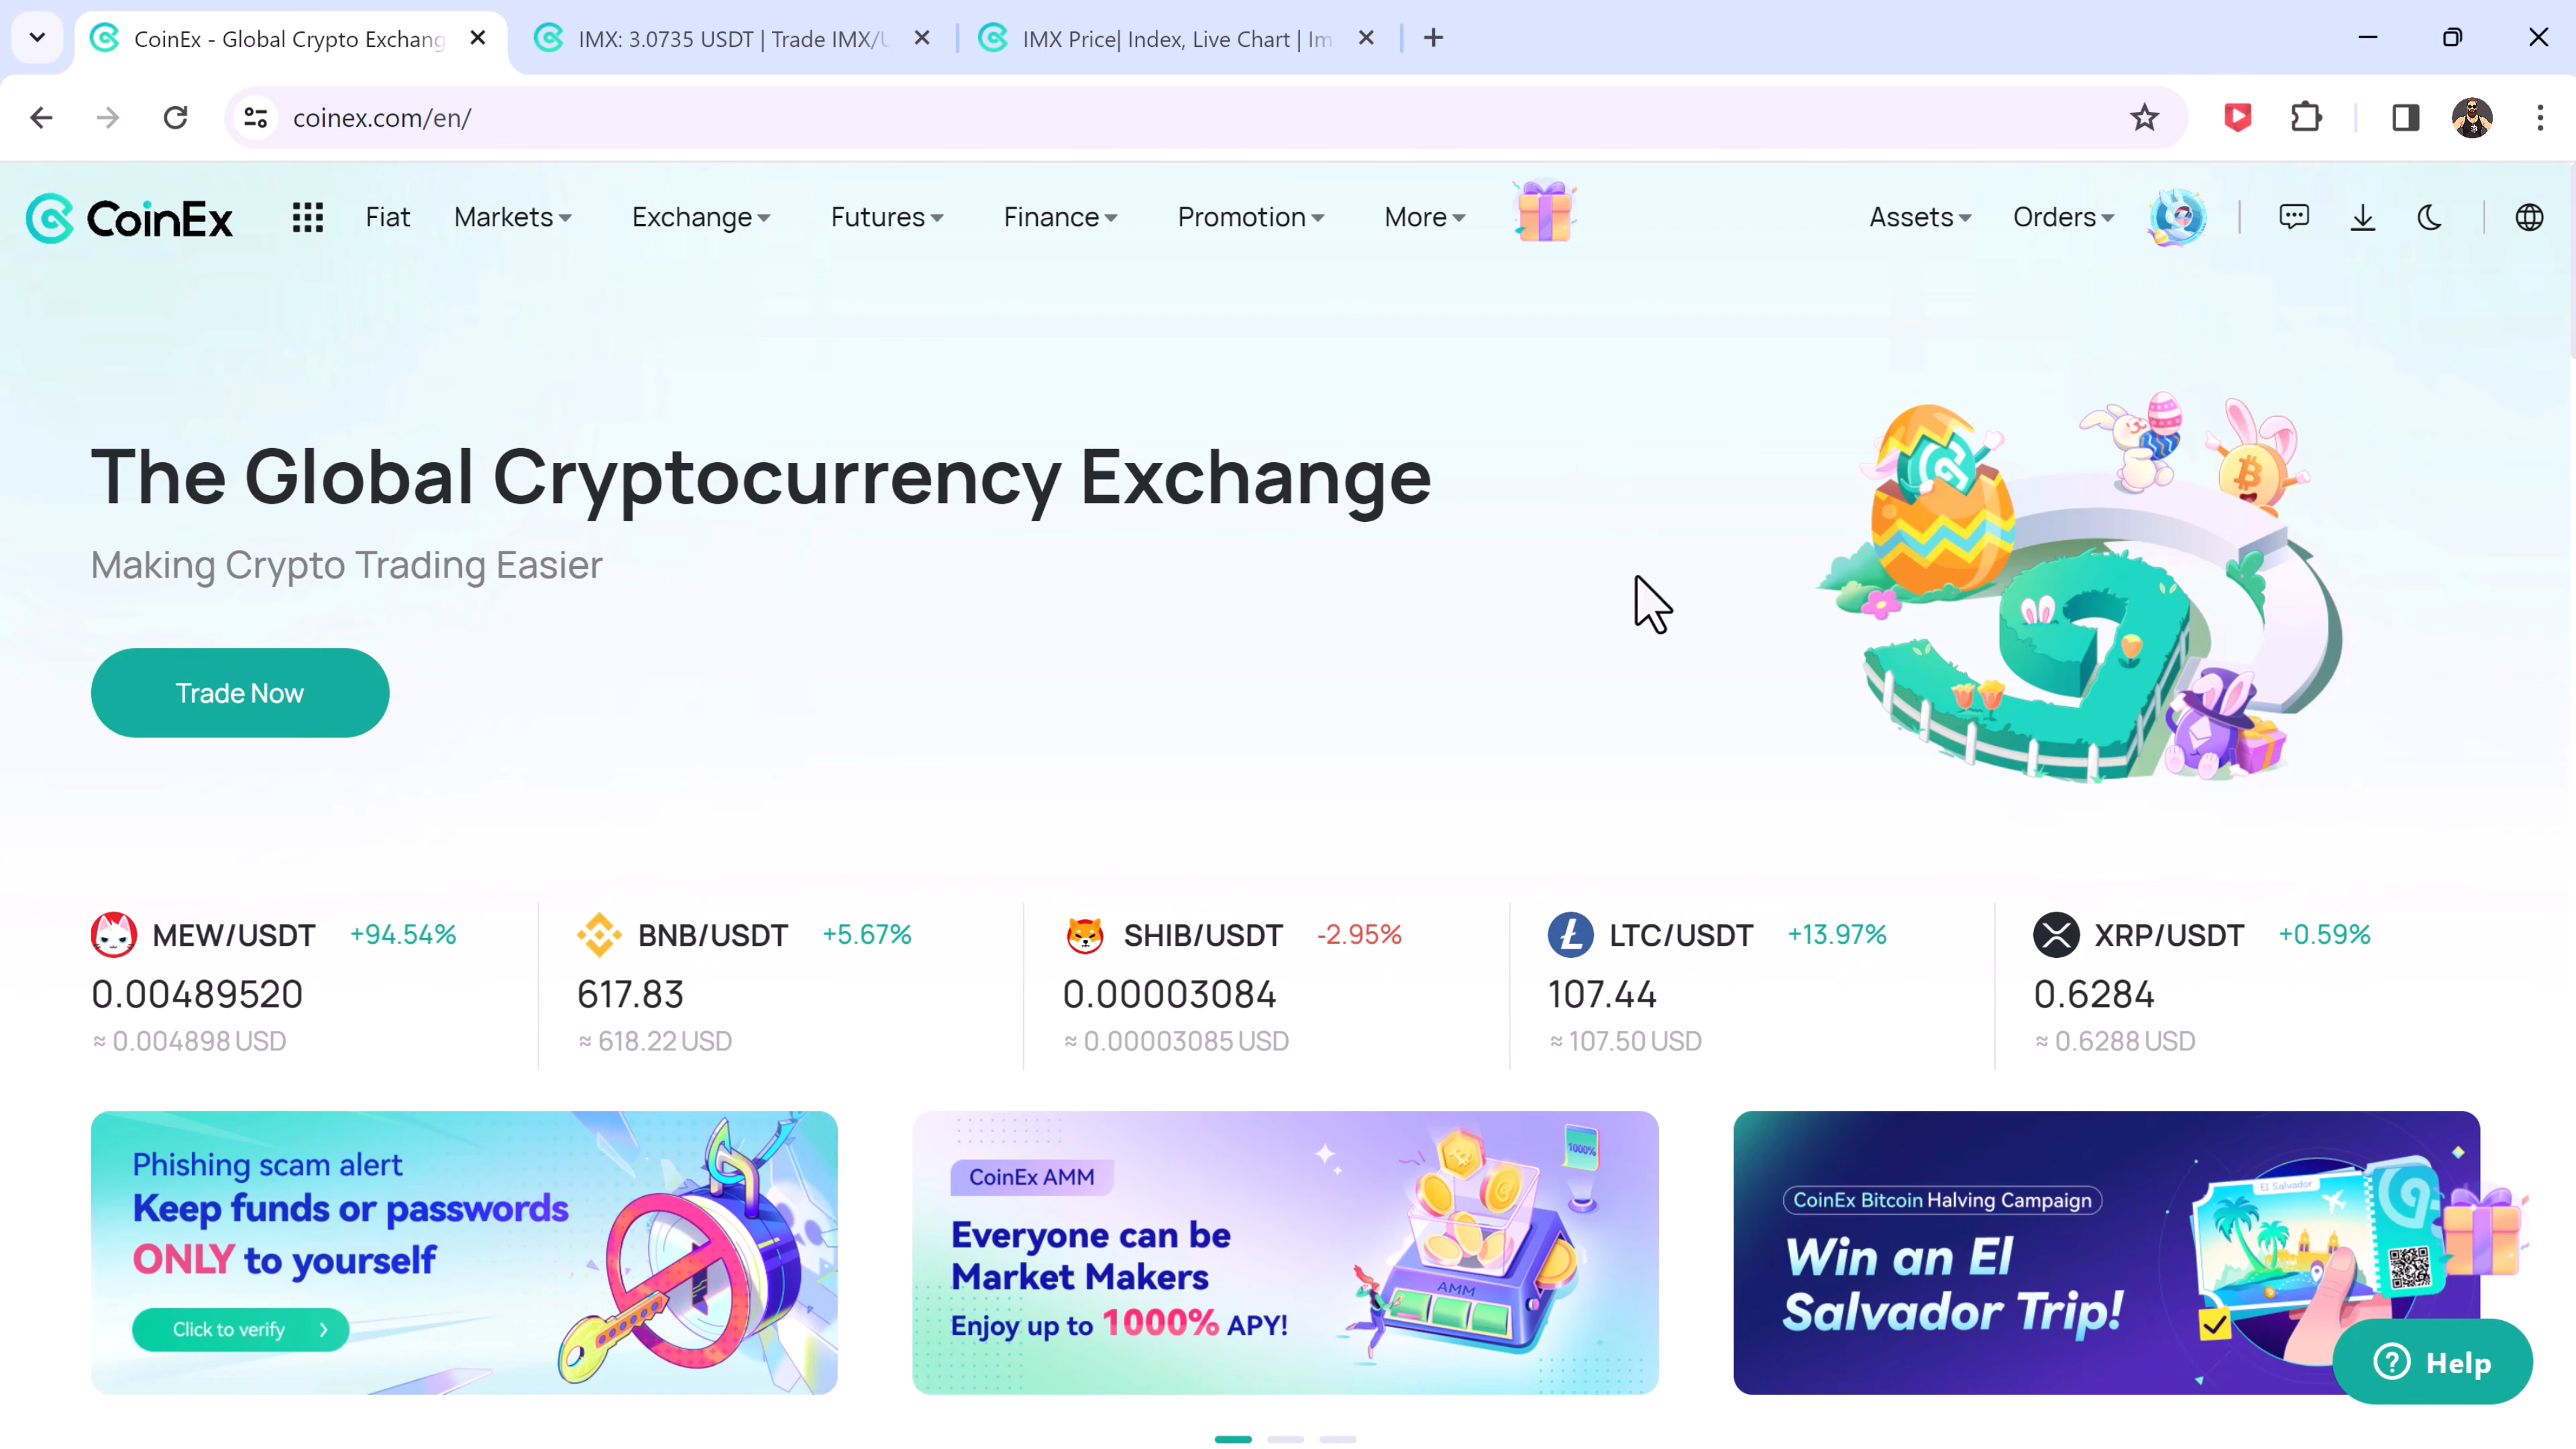 CoinEx - Global Crypto Exchang
IMX: 3.0735 USDT | Trade IMX/U
IMX Price| Index, Live Chart | Im
coinex.com/en/
CoinEx
Fiat
Markets
Exchange
Futures
Finance
Promotion
More
Assets
Orders
The Global Cryptocurrency Exchange
Making Crypto Trading Easier
Trade Now
MEW/USDT +94.54%
0.00489520
≈ 0.004898 USD
BNB/USDT +5.67%
617.83
≈ 618.22 USD
SHIB/USDT -2.95%
0.00003084
≈ 0.00003085 USD
LTC/USDT +13.97%
107.44
≈ 107.50 USD
XRP/USDT +0.59%
0.6284
≈ 0.6288 USD
Phishing scam alert
Keep funds or passwords
ONLY to yourself
Click to verify
CoinEx AMM
Everyone can be
Market Makers
Enjoy up to 1000% APY!
1000%
AMM
CoinEx Bitcoin Halving Campaign
Win an El
Salvador Trip!
El Salvador
Help